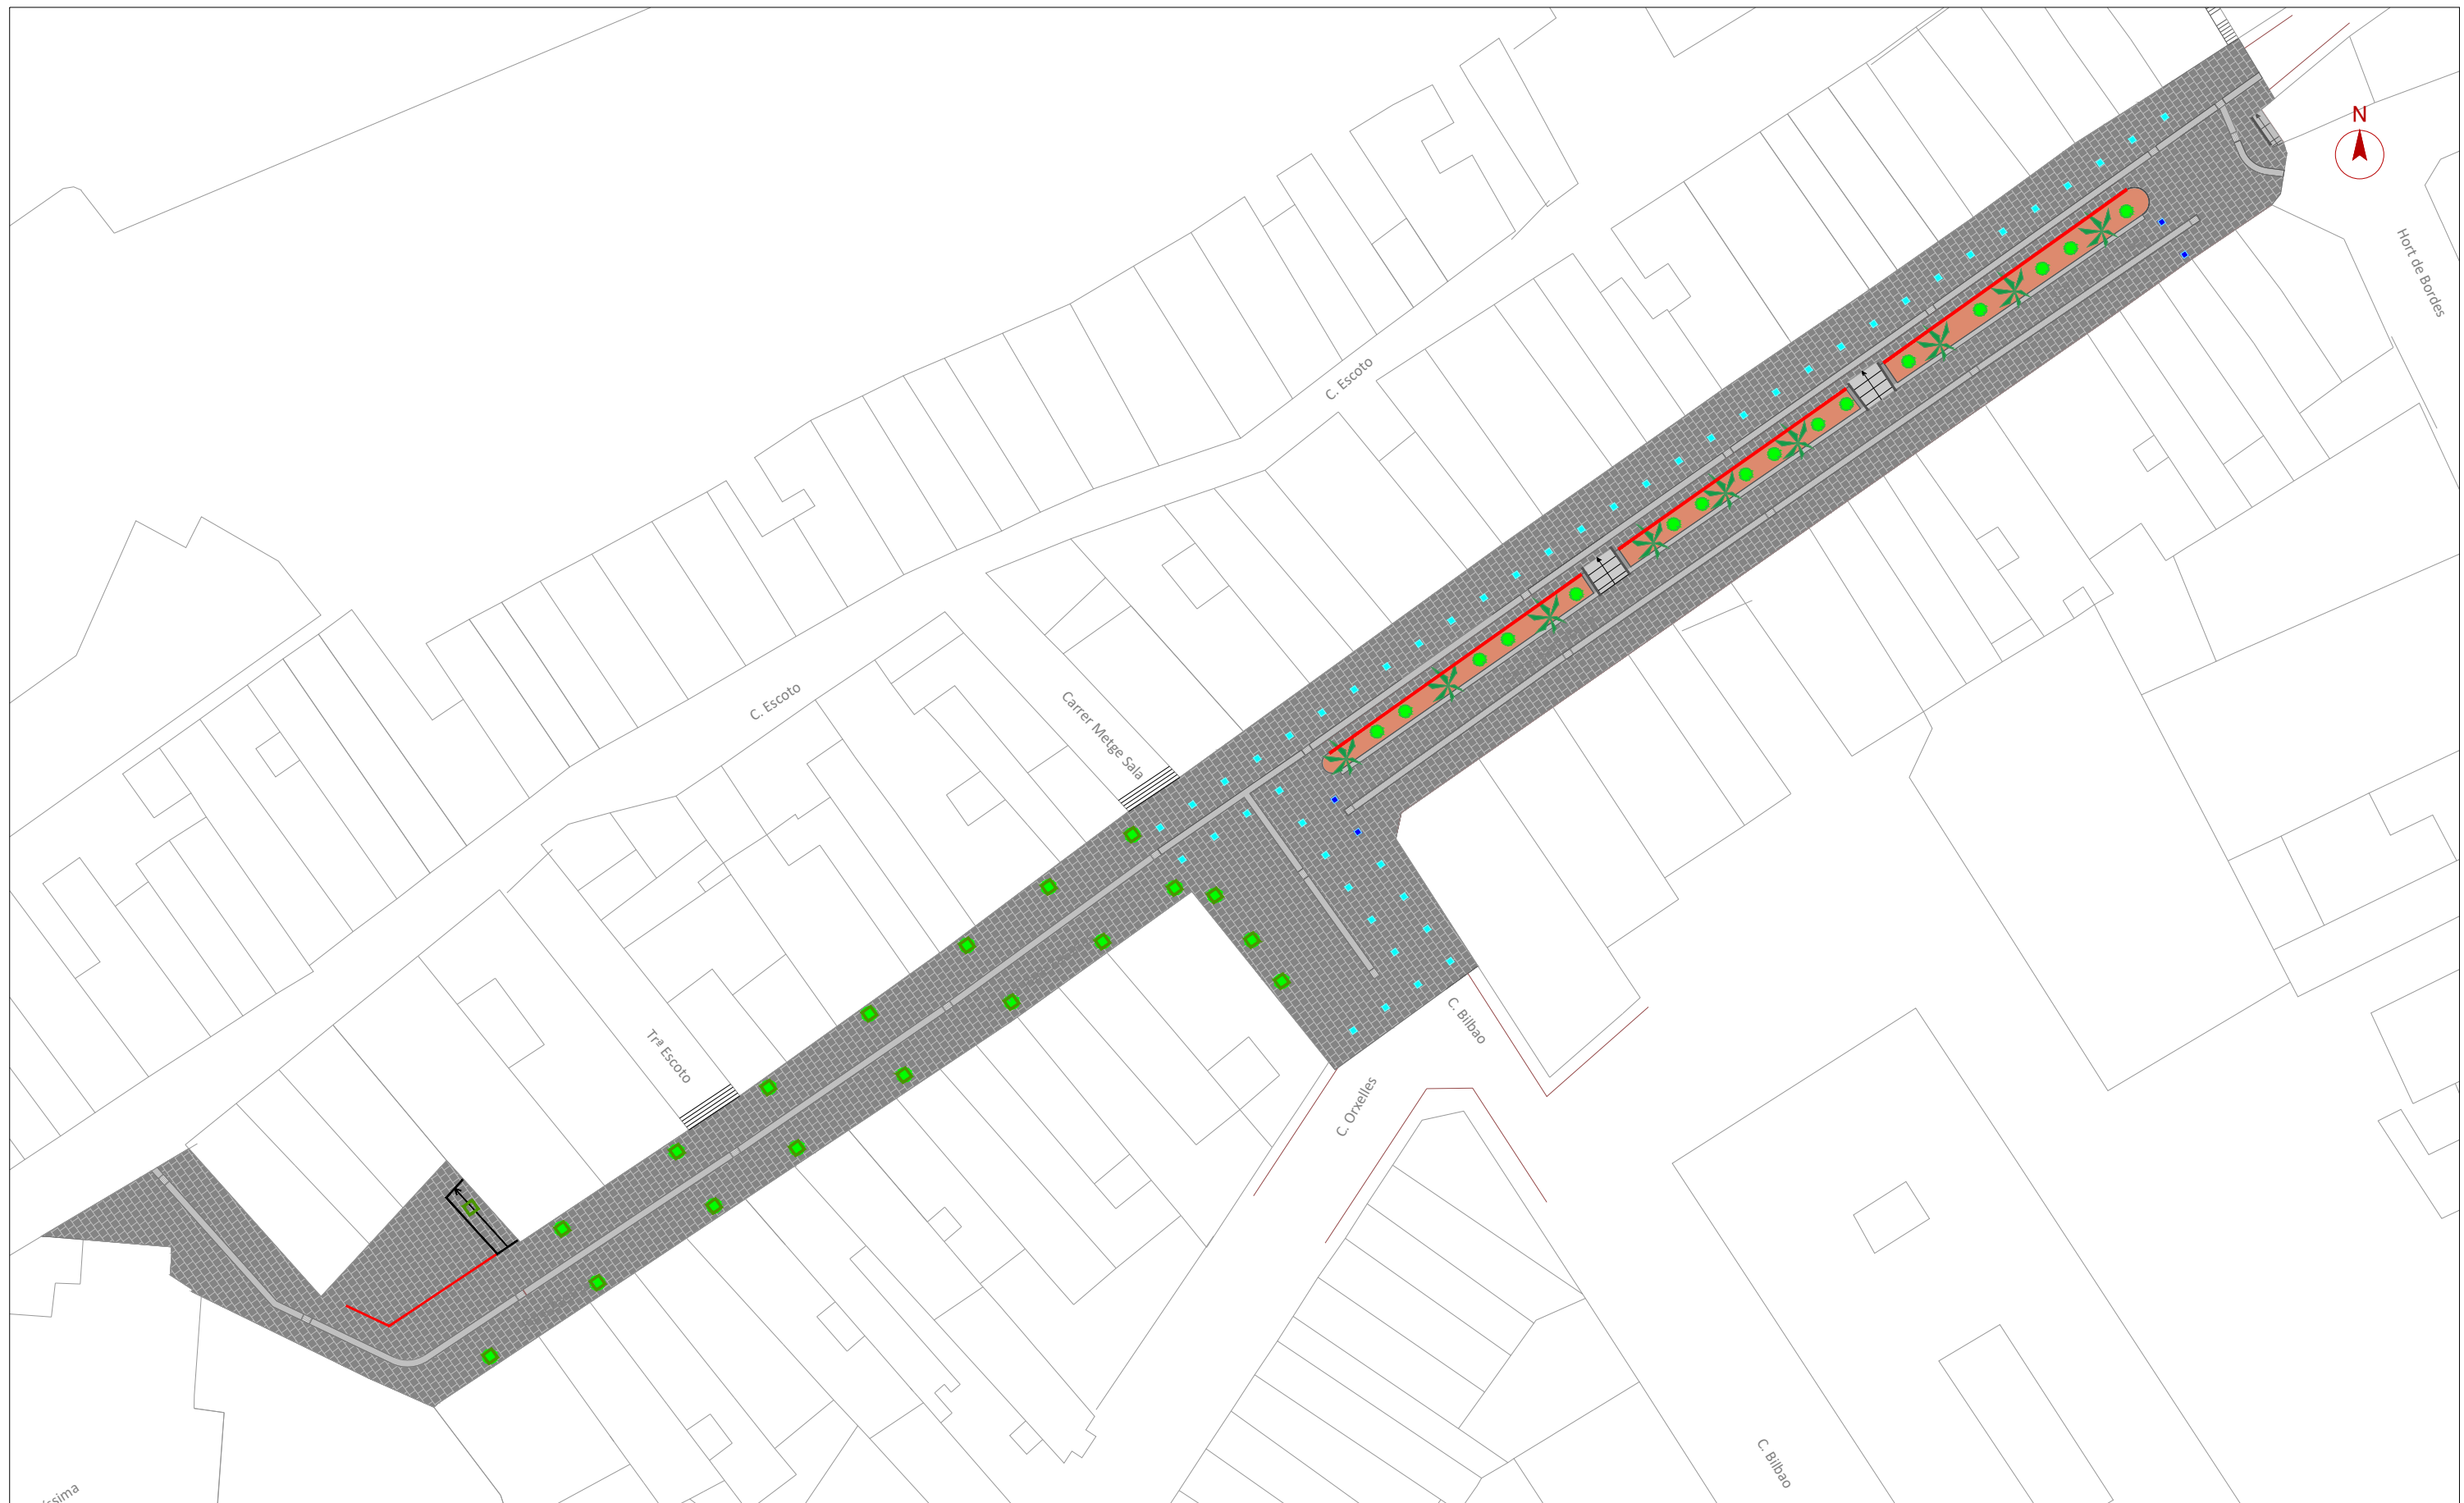 N
Hort de Bordes
C. Escoto
C. Escoto
Carrer Metge Sala
Trª Escoto
C. Bilbao
C. Orxelles
C. Bilbao